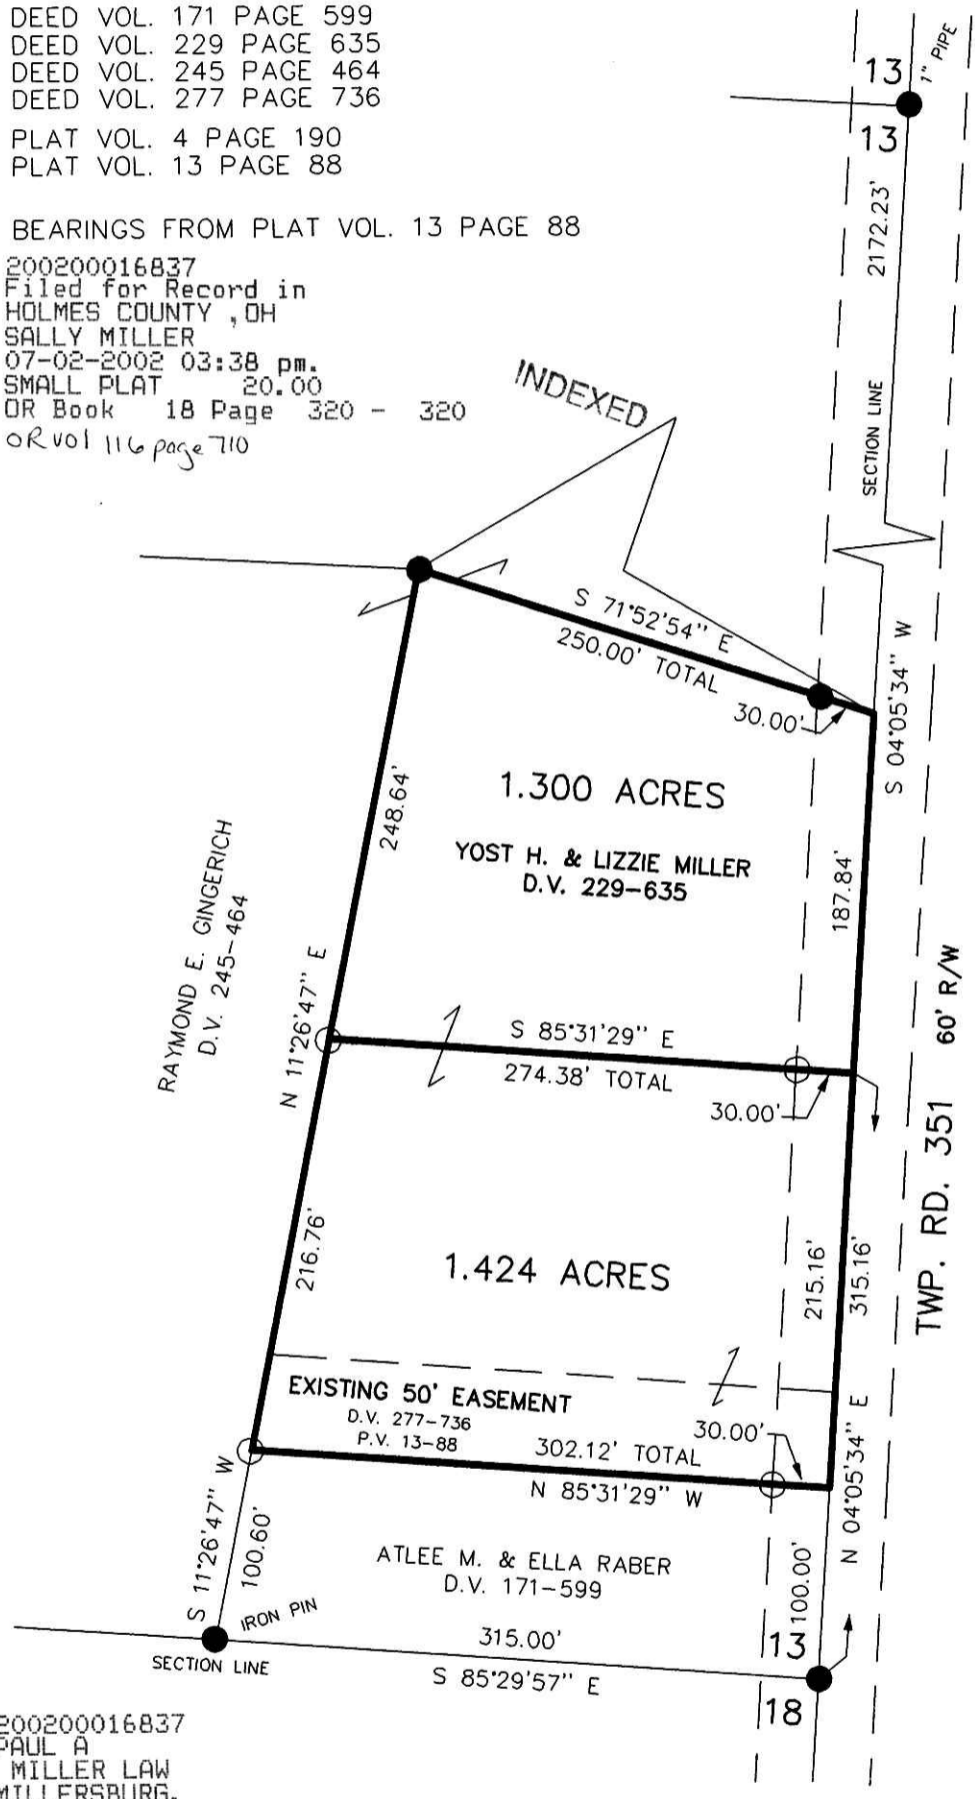 DEED VOL. 171 PAGE 599
DEED VOL. 229 PAGE 635
DEED VOL. 245 PAGE 464
DEED VOL. 277 PAGE 736
PLAT VOL. 4 PAGE 190
PLAT VOL. 13 PAGE 88
BEARINGS FROM PLAT VOL. 13 PAGE 88
200200016837
Filed for Record in
HOLMES COUNTY , OH
SALLY MILLER
07-02-2002 03:38 pm.
SMALL PLAT 20.00
OR Book 18 Page 320 - 320
OR vol 116 page 710
13
1" PIPE
13
2172.23'
SECTION LINE
INDEXED
S 71°52'54" E
250.00' TOTAL
30.00'
S 04°05'34" W
248.64'
1.300 ACRES
YOST H. & LIZZIE MILLER
D.V. 229-635
187.84'
RAYMOND E. GINGERICH
D.V. 245-464
N 11°26'47" E
S 85°31'29" E
274.38' TOTAL
30.00'
TWP. RD. 351 60' R/W
216.76'
1.424 ACRES
215.16'
315.16'
EXISTING 50' EASEMENT
D.V. 277-736
P.V. 13-88
302.12' TOTAL
30.00'
N 85°31'29" W
N 04°05'34" E
S 11°26'47" W
100.60'
ATLEE M. & ELLA RABER
D.V. 171-599
100.00'
IRON PIN
315.00'
13
SECTION LINE
S 85°29'57" E
18
200200016837
PAUL A
MILLER LAW
MILLERSBURG,